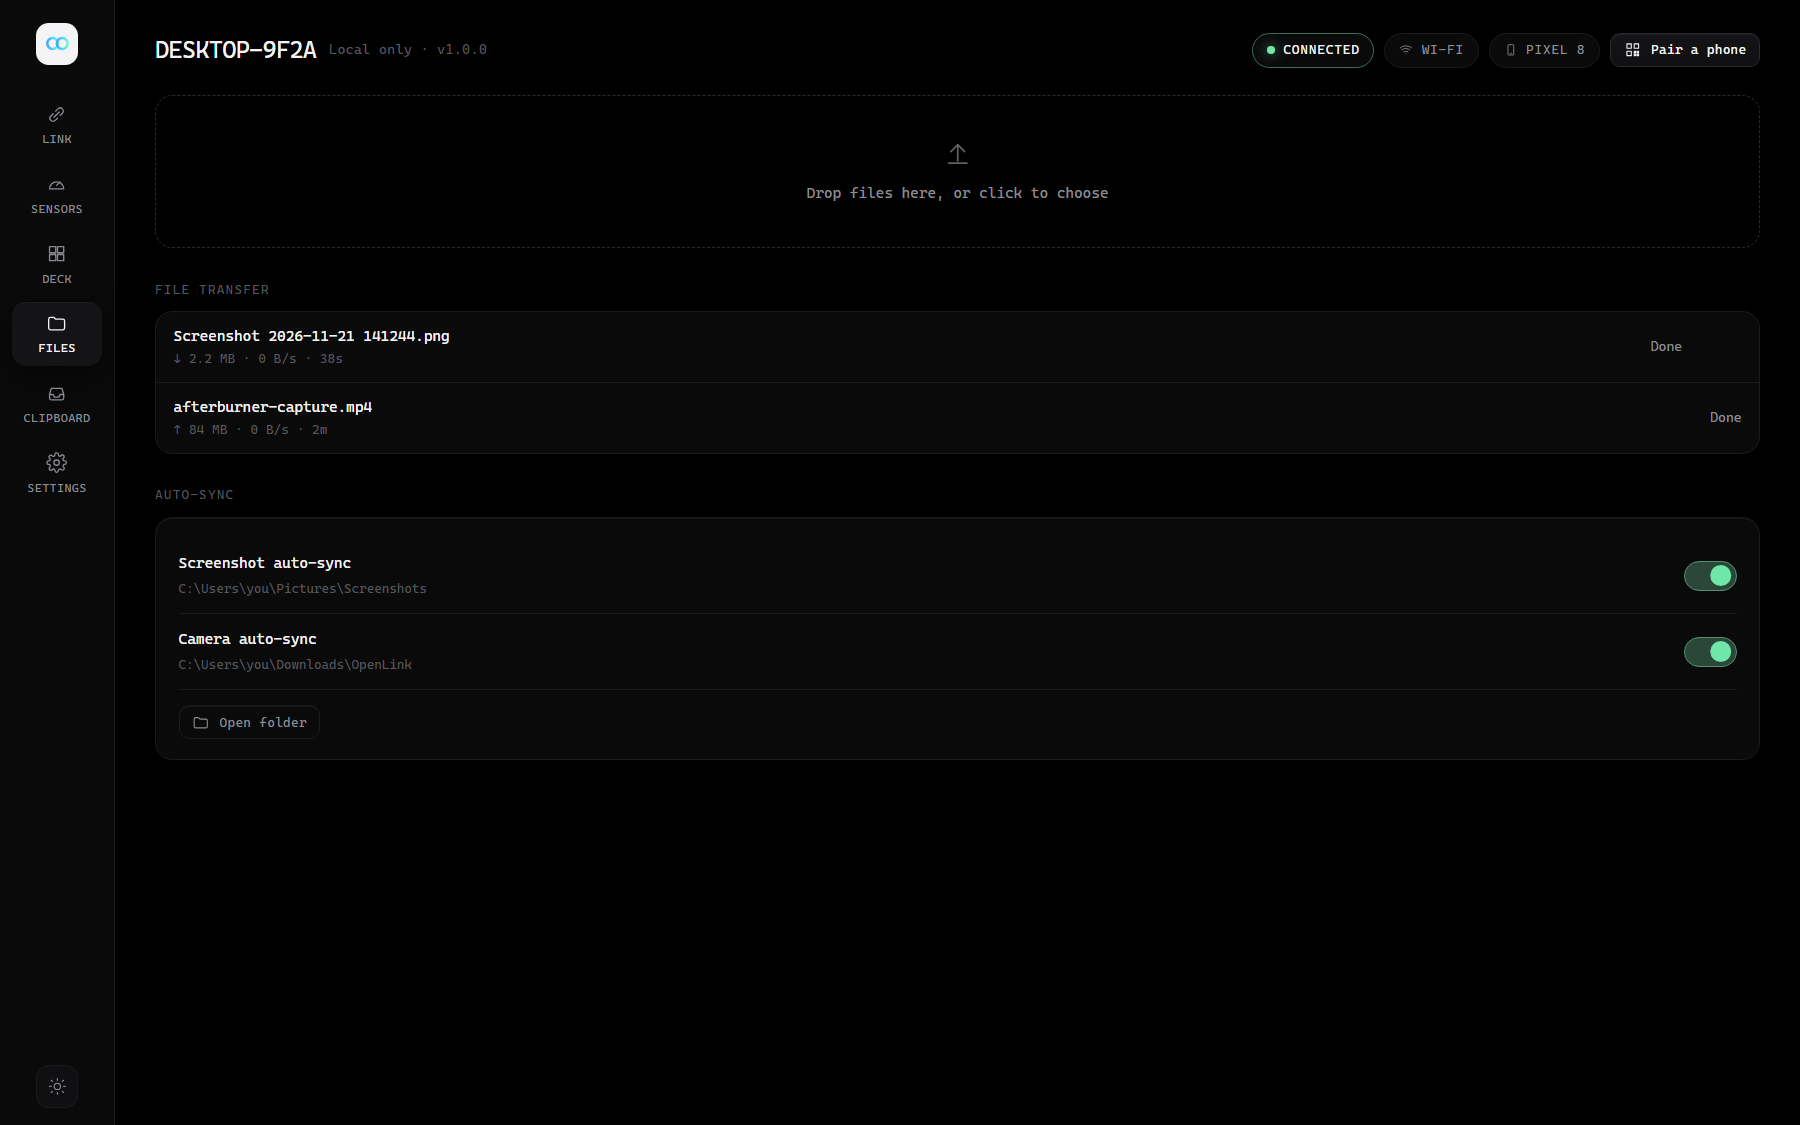 DESKTOP-9F2A Local only · v1.0.0
CONNECTED
WI-FI
PIXEL 8
Pair a phone
LINK
SENSORS
DECK
FILES
CLIPBOARD
SETTINGS
Drop files here, or click to choose
FILE TRANSFER
Screenshot 2026-11-21 141244.png
↓ 2.2 MB · 0 B/s · 38s
Done
afterburner-capture.mp4
↑ 84 MB · 0 B/s · 2m
Done
AUTO-SYNC
Screenshot auto-sync
C:\Users\you\Pictures\Screenshots
Camera auto-sync
C:\Users\you\Downloads\OpenLink
Open folder